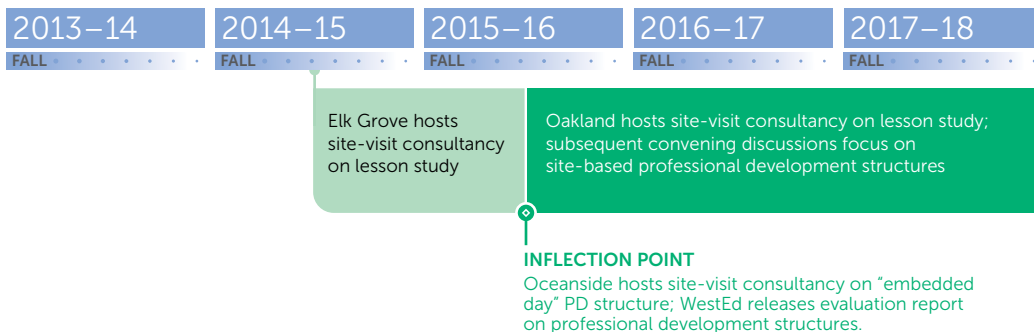 2013–14 2014–15 2015–16 2016–17 2017–18
FALL FALL FALL FALL FALL
Elk Grove hosts
site-visit consultancy
on lesson study
Oakland hosts site-visit consultancy on lesson study;
subsequent convening discussions focus on
site-based professional development structures
INFLECTION POINT
Oceanside hosts site-visit consultancy on “embedded
day” PD structure; WestEd releases evaluation report
on professional development structures.